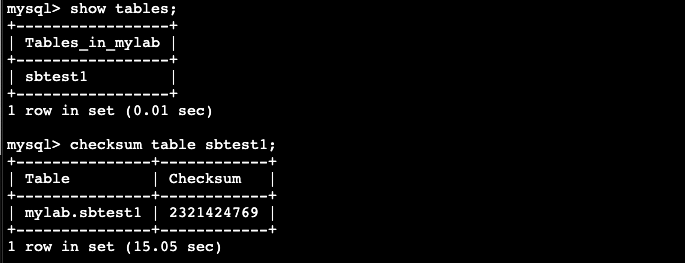 mysql> show tables;
+-----------------+
| Tables_in_mylab |
+-----------------+
| sbtest1         |
+-----------------+
1 row in set (0.01 sec)

mysql> checksum table sbtest1;
+---------------+------------+
| Table         | Checksum   |
+---------------+------------+
| mylab.sbtest1 | 2321424769 |
+---------------+------------+
1 row in set (15.05 sec)